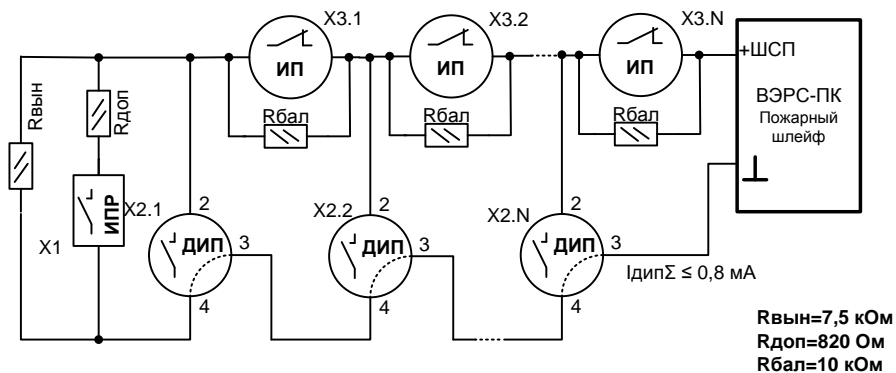 X3.1
X3.2
X3.N
ИП
ИП
ИП
+ШСП
ВЭРС-ПК
Пожарный
шлейф
Rвын
Rдоп
Rбал
Rбал
Rбал
ИПР
X1
X2.1
X2.2
X2.N
2
2
2
ДИП
3
ДИП
3
ДИП
3
4
4
4
IдипΣ ≤ 0,8 мА
Rвын=7,5 кОм
Rдоп=820 Ом
Rбал=10 кОм